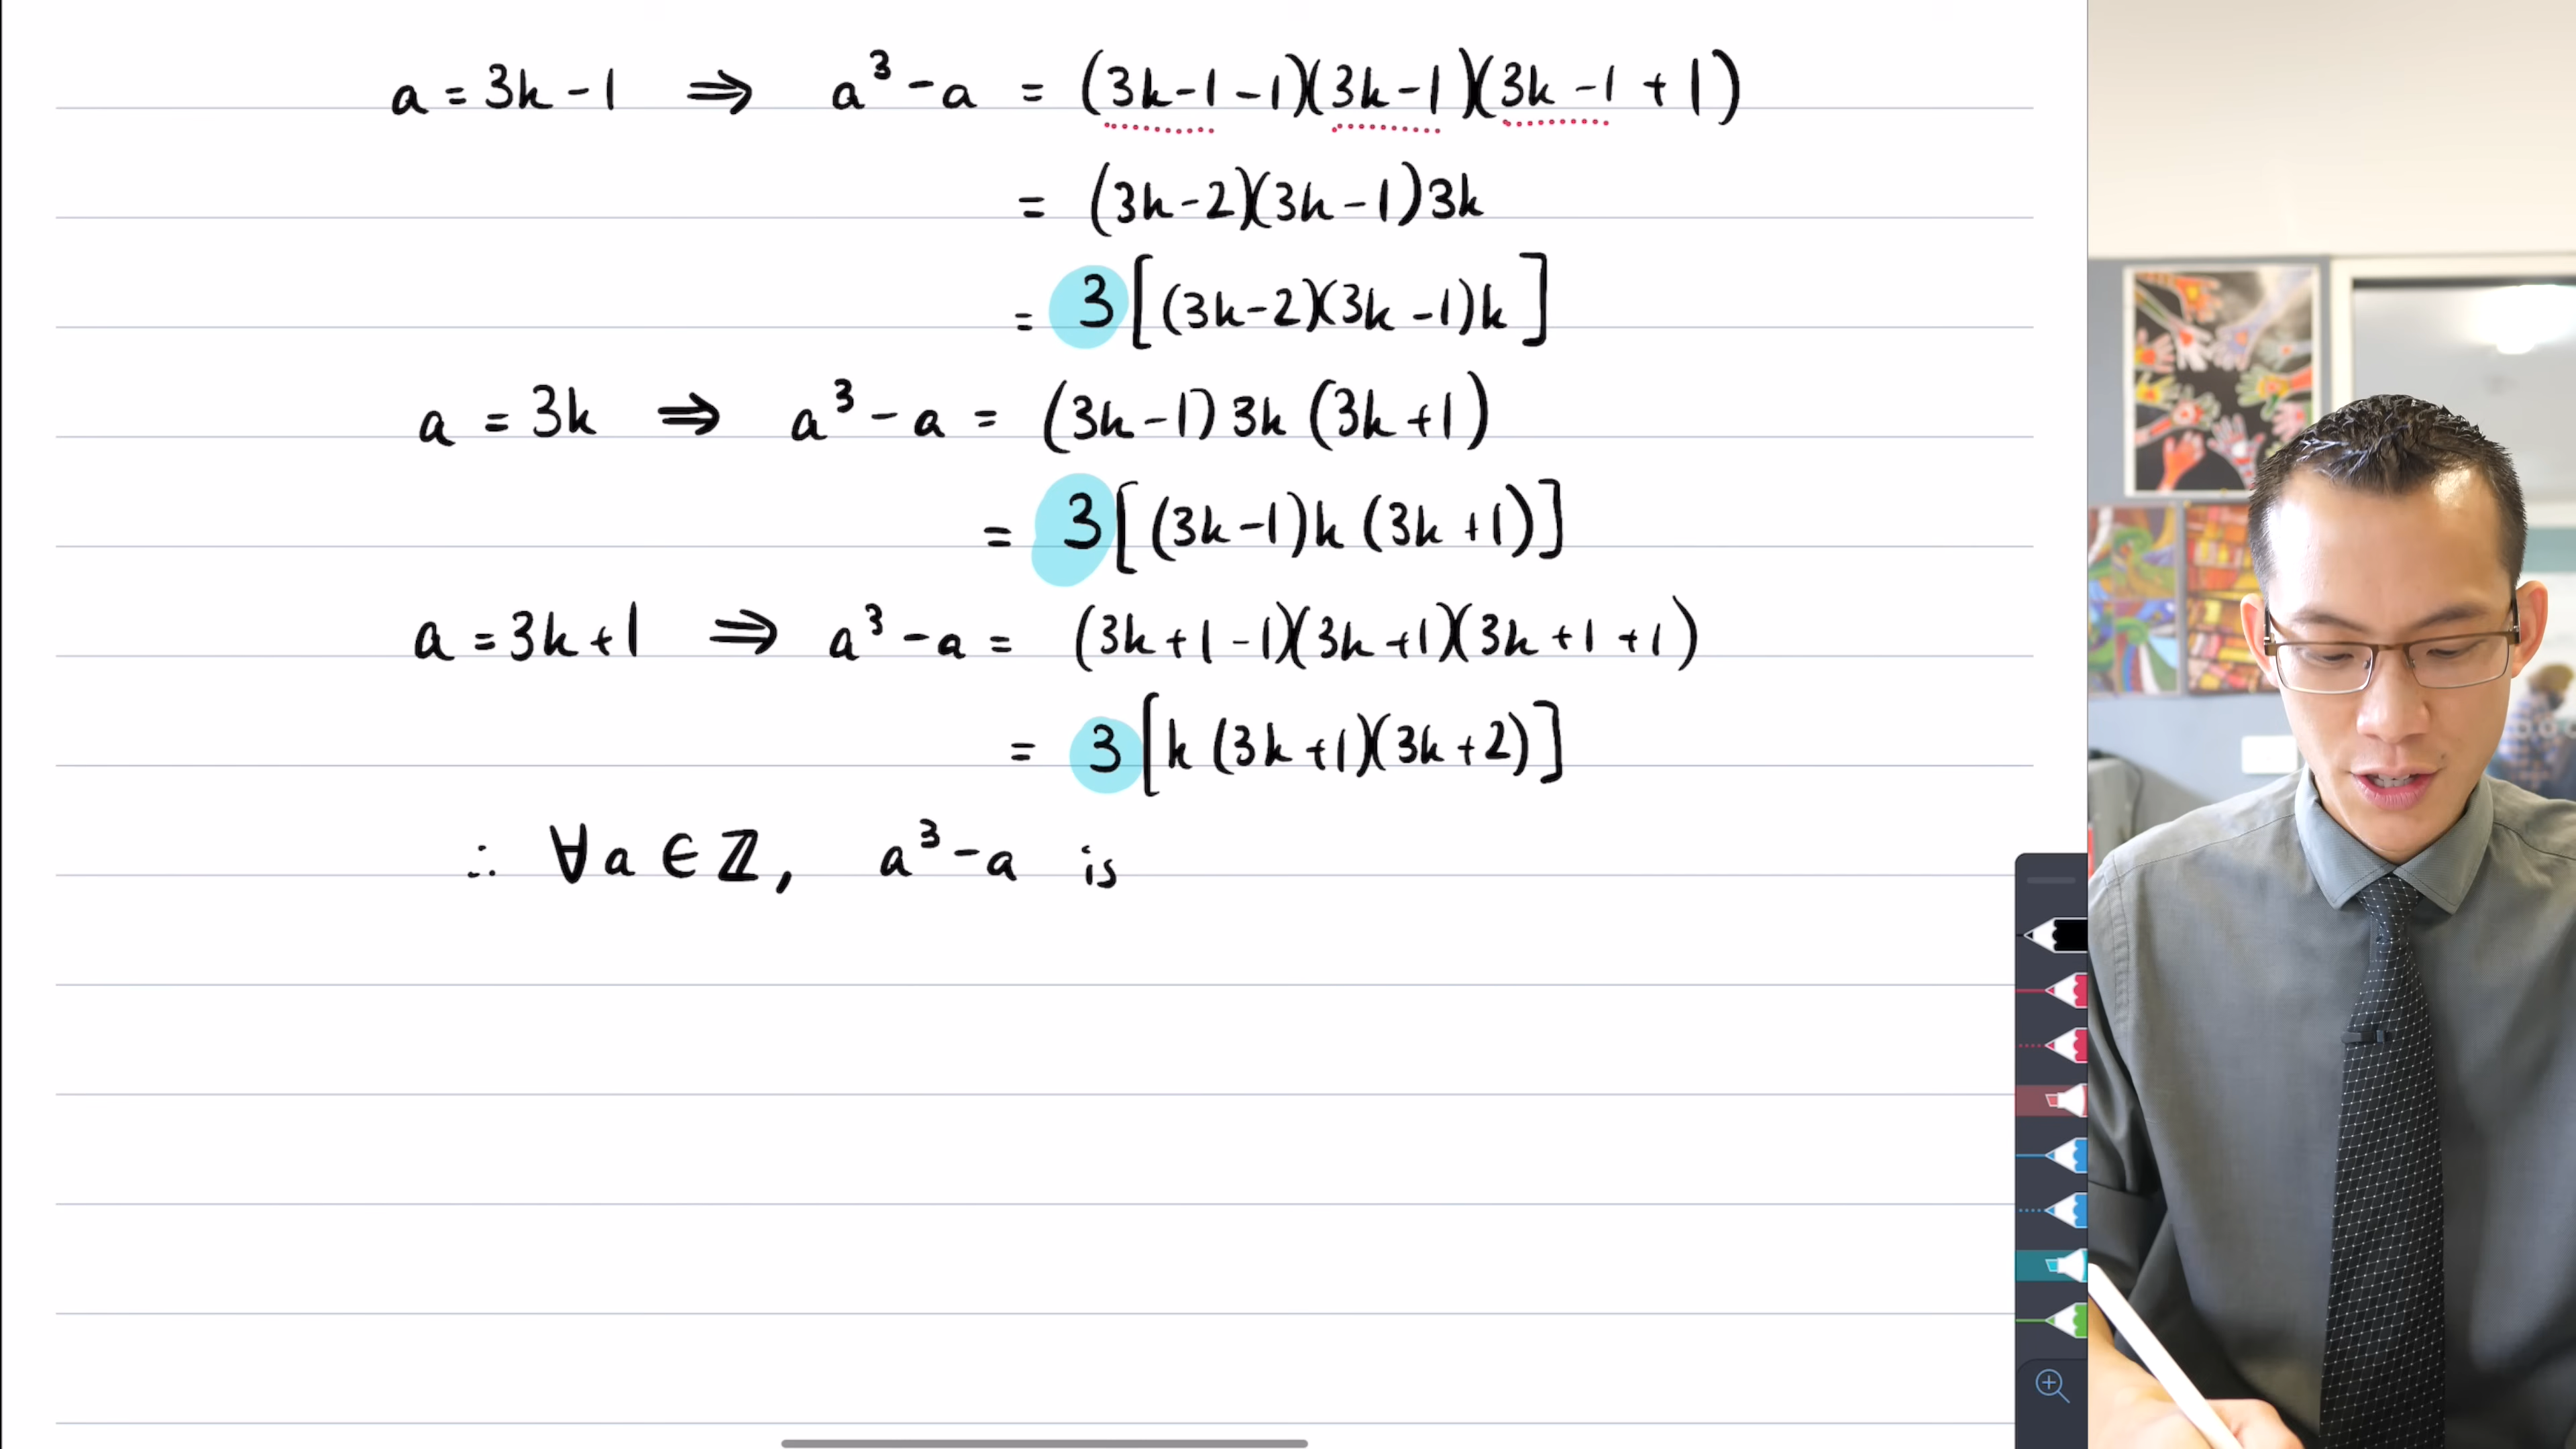 a = 3k - 1 ⇒ a³ - a = (3k-1-1)(3k-1)(3k-1+1)
= (3k-2)(3k-1)3k
= 3[(3k-2)(3k-1)k]
a = 3k ⇒ a³ - a = (3k-1) 3k (3k+1)
= 3[(3k-1)k(3k+1)]
a = 3k+1 ⇒ a³ - a = (3k+1-1)(3k+1)(3k+1+1)
= 3[k(3k+1)(3k+2)]
∴ ∀a ∈ ℤ, a³ - a is